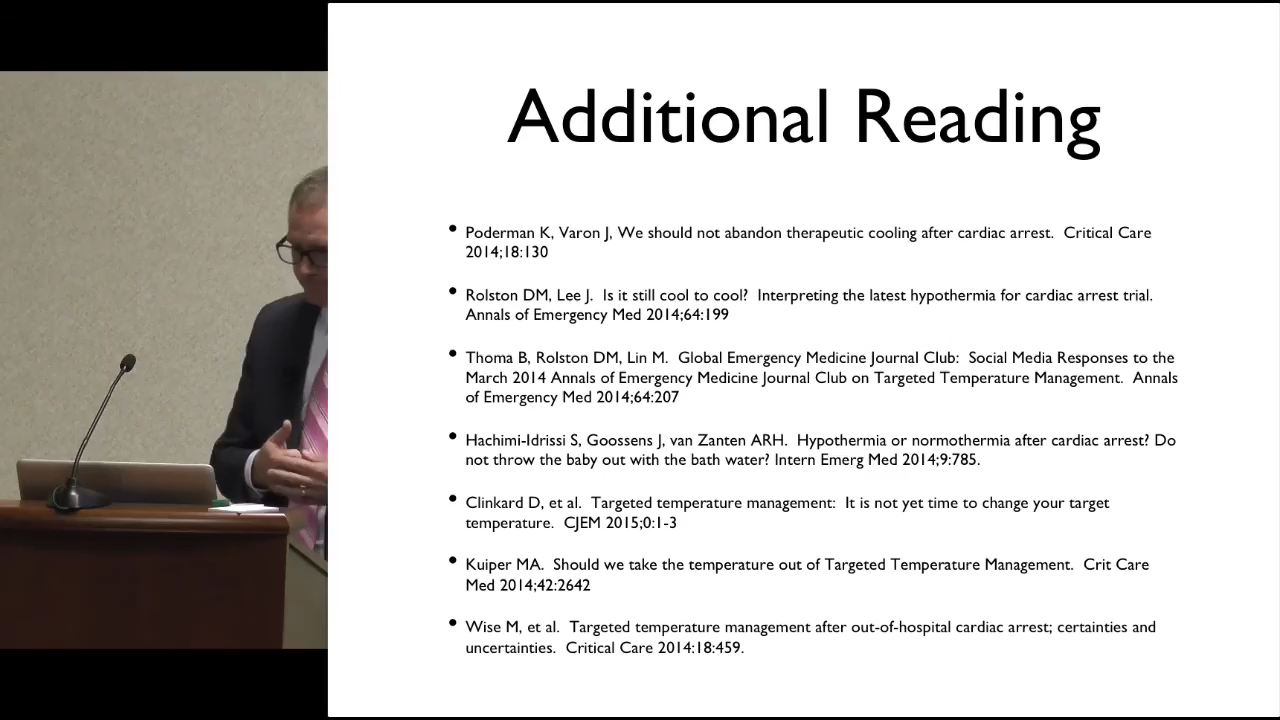 Additional Reading
• Poderman K, Varon J, We should not abandon therapeutic cooling after cardiac arrest. Critical Care
2014;18:130
• Rolston DM, Lee J. Is it still cool to cool? Interpreting the latest hypothermia for cardiac arrest trial.
Annals of Emergency Med 2014;64:199
• Thoma B, Rolston DM, Lin M. Global Emergency Medicine Journal Club: Social Media Responses to the
March 2014 Annals of Emergency Medicine Journal Club on Targeted Temperature Management. Annals
of Emergency Med 2014;64:207
• Hachimi-Idrissi S, Goossens J, van Zanten ARH. Hypothermia or normothermia after cardiac arrest? Do
not throw the baby out with the bath water? Intern Emerg Med 2014;9:785.
• Clinkard D, et al. Targeted temperature management: It is not yet time to change your target
temperature. CJEM 2015;0:1-3
• Kuiper MA. Should we take the temperature out of Targeted Temperature Management. Crit Care
Med 2014;42:2642
• Wise M, et al. Targeted temperature management after out-of-hospital cardiac arrest; certainties and
uncertainties. Critical Care 2014:18:459.